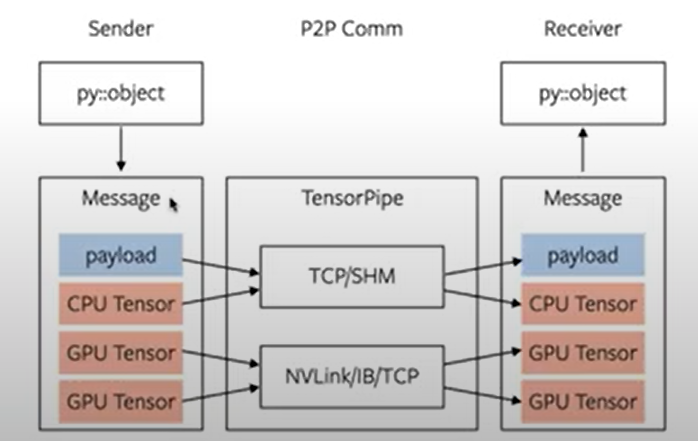 Sender
P2P Comm
Receiver
py::object
py::object
Message
TensorPipe
Message
payload
TCP/SHM
payload
CPU Tensor
CPU Tensor
GPU Tensor
NVLink/IB/TCP
GPU Tensor
GPU Tensor
GPU Tensor